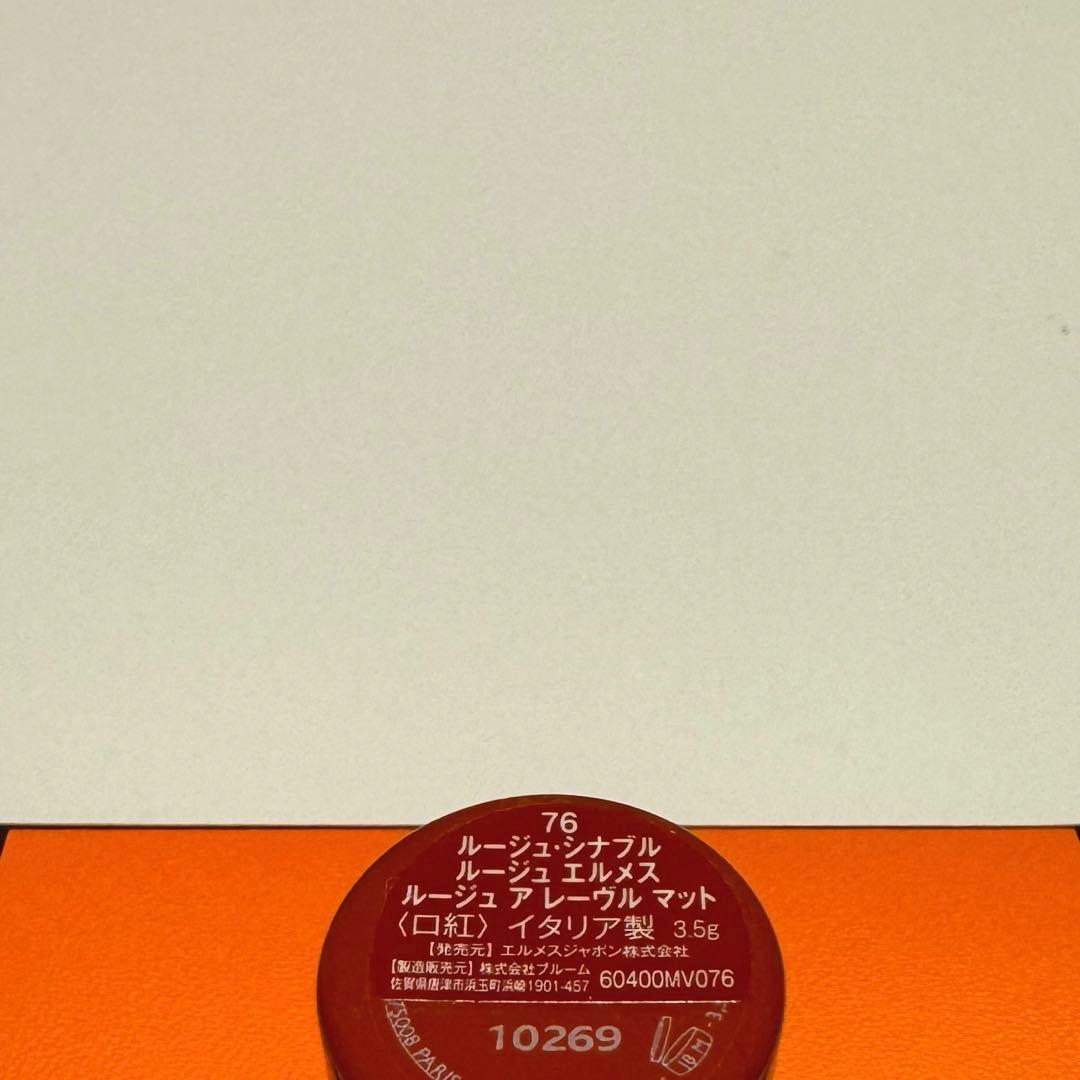 76
ルージュ・シナブル
ルージュ エルメス
ルージュ ア レーヴル マット
〈口紅〉イタリア製 3.5g
【発売元】エルメスジャポン株式会社
【製造販売元】株式会社ブルーム
佐賀県唐津市浜玉町浜崎1901-457 60400MV076
75008 PARIS
10269
18 M